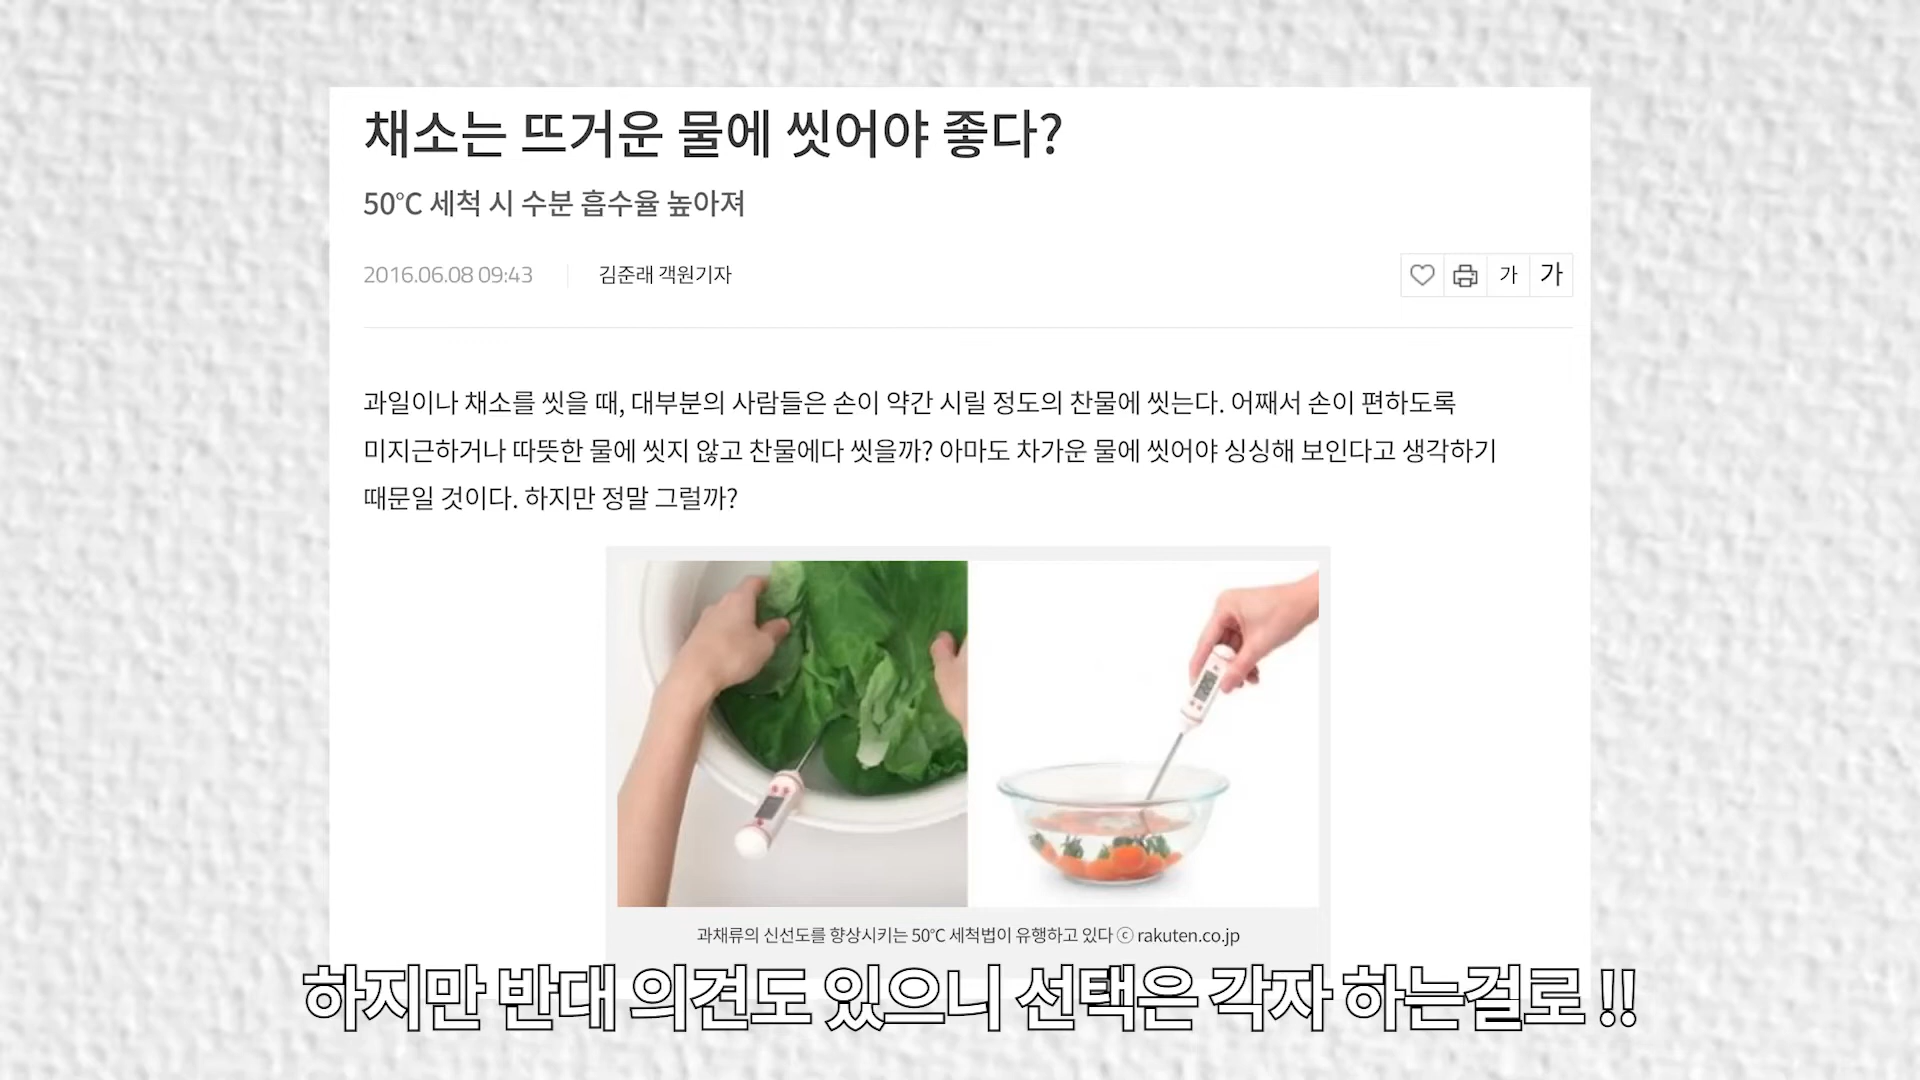 채소는 뜨거운 물에 씻어야 좋다?
50℃ 세척 시 수분 흡수율 높아져
2016.06.08 09:43
김준래 객원기자
가
가
과일이나 채소를 씻을 때, 대부분의 사람들은 손이 약간 시릴 정도의 찬물에 씻는다. 어째서 손이 편하도록
미지근하거나 따뜻한 물에 씻지 않고 찬물에다 씻을까? 아마도 차가운 물에 씻어야 싱싱해 보인다고 생각하기
때문일 것이다. 하지만 정말 그럴까?
과채류의 신선도를 향상시키는 50℃ 세척법이 유행하고 있다 ⓒ rakuten.co.jp
하지만 반대 의견도 있으니 선택은 각자 하는걸로 !!